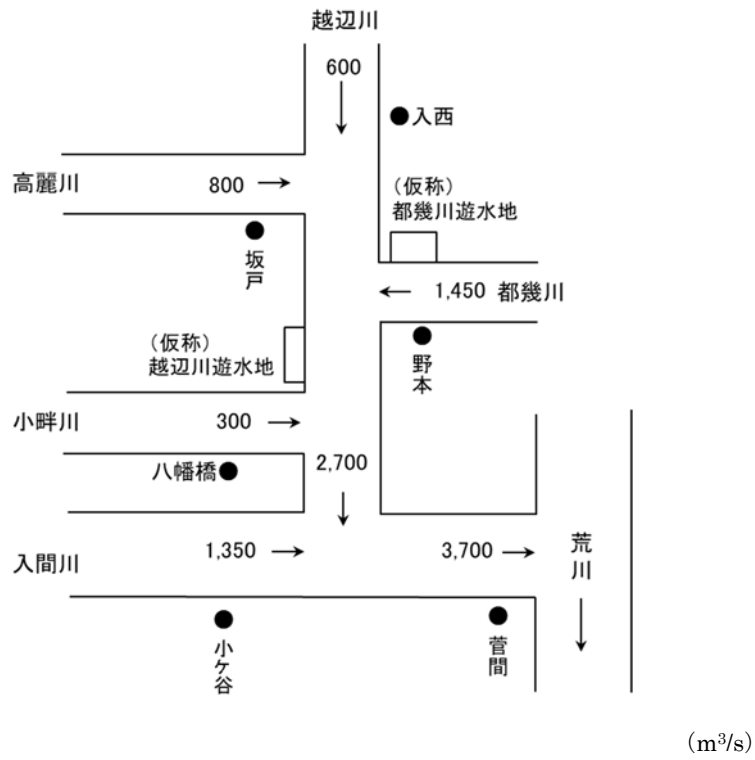 越辺川
600
入西
高麗川
800
（仮称）
都幾川遊水地
坂戸
1,450 都幾川
（仮称）
越辺川遊水地
野本
小畔川
300
八幡橋
2,700
入間川
1,350
3,700
荒川
小ケ谷
菅間
（m³/s）